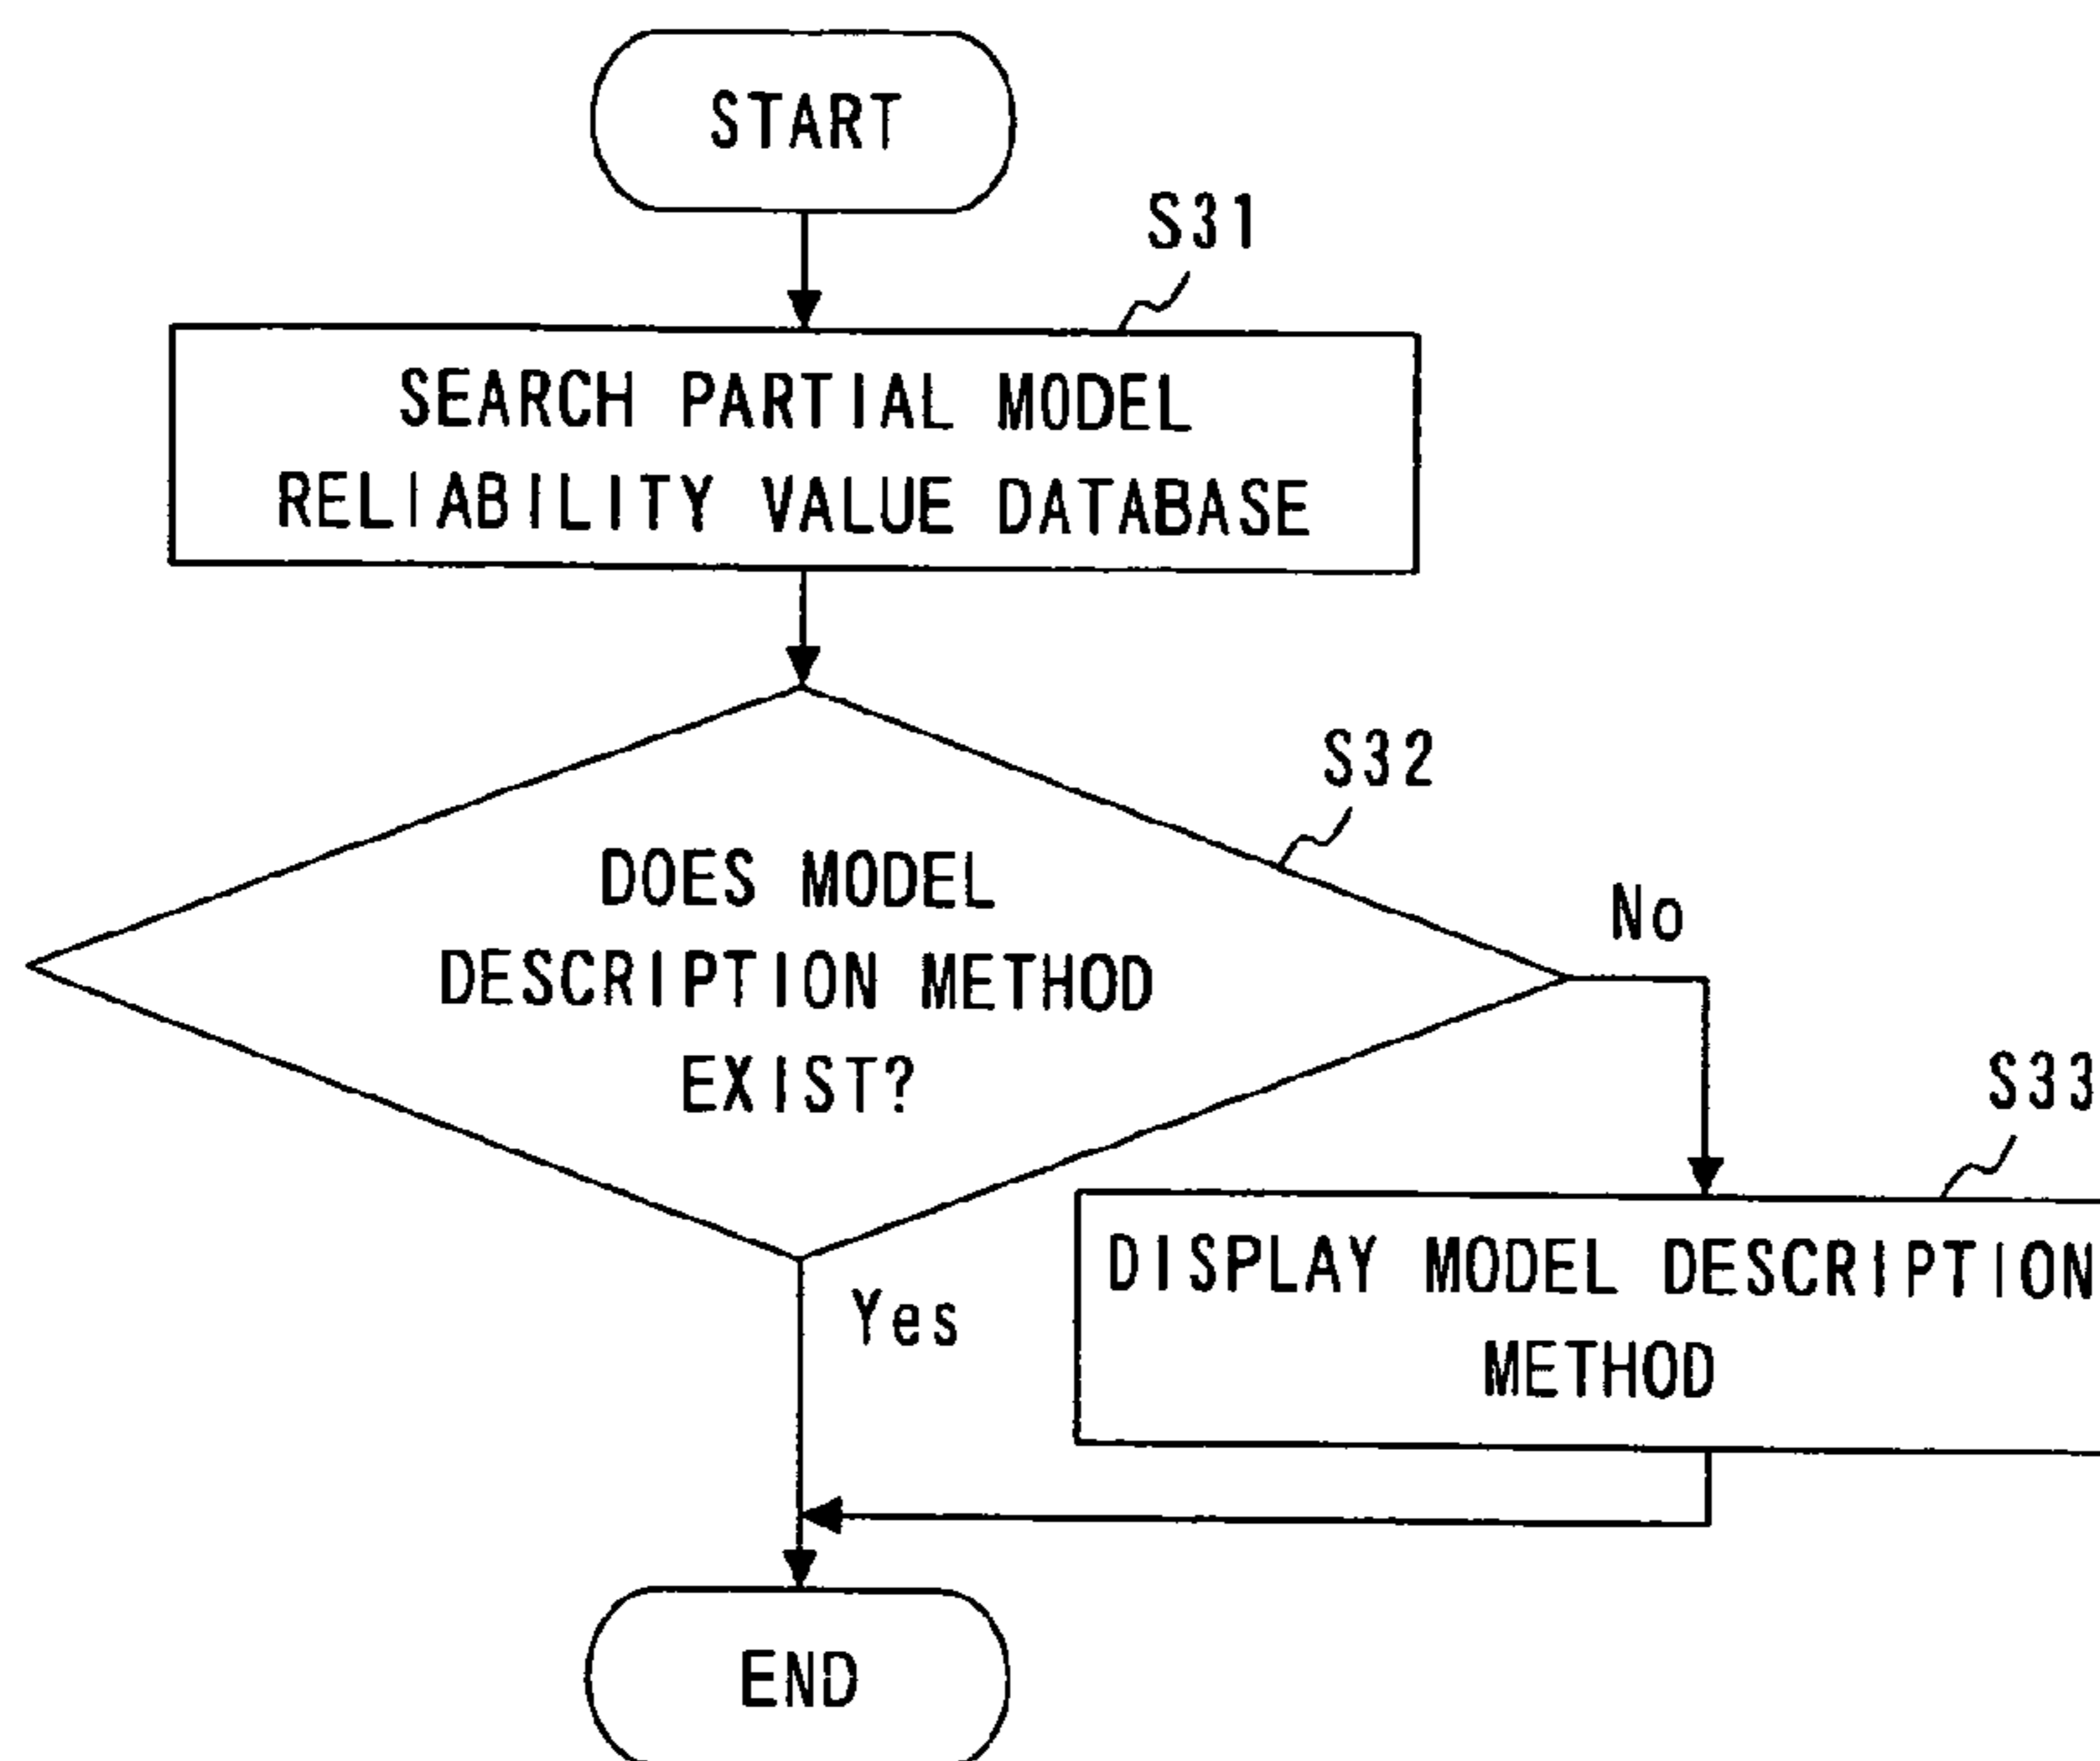 START
S31
SEARCH PARTIAL MODEL
RELIABILITY VALUE DATABASE
S32
DOES MODEL
DESCRIPTION METHOD
EXIST?
No
S33
DISPLAY MODEL DESCRIPTION
METHOD
Yes
END